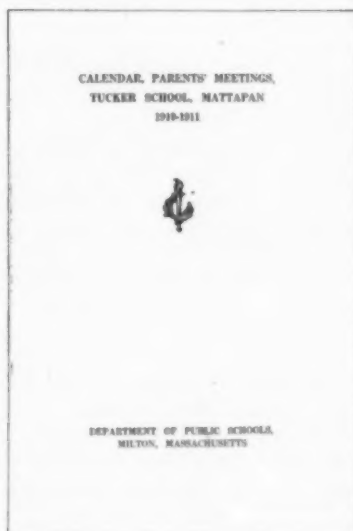 CALENDAR, PARENTS' MEETINGS,
TUCKER SCHOOL, MATTAPAN
1910-1911
DEPARTMENT OF PUBLIC SCHOOLS,
MILTON, MASSACHUSETTS